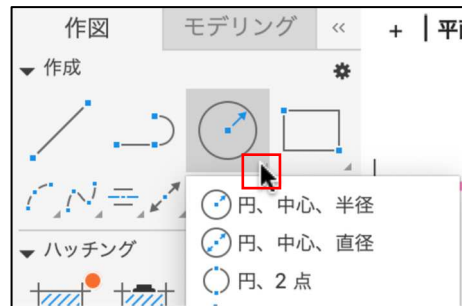 作図 モデリング << + 平面
作成
円、中心、半径
円、中心、直径
円、2 点
ハッチング